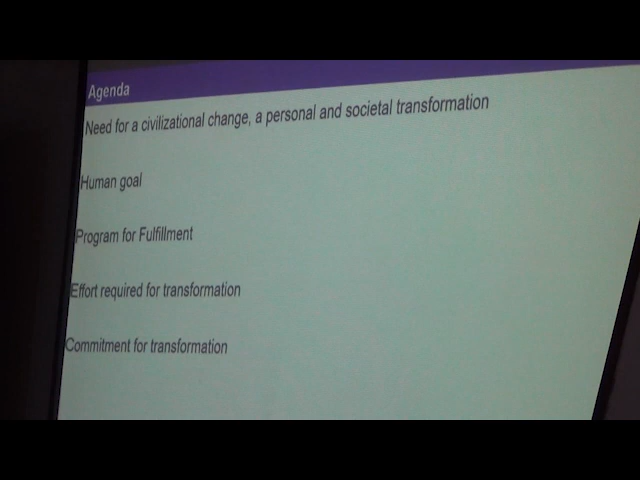 Agenda
Need for a civilizational change, a personal and societal transformation
Human goal
Program for Fulfillment
Effort required for transformation
Commitment for transformation